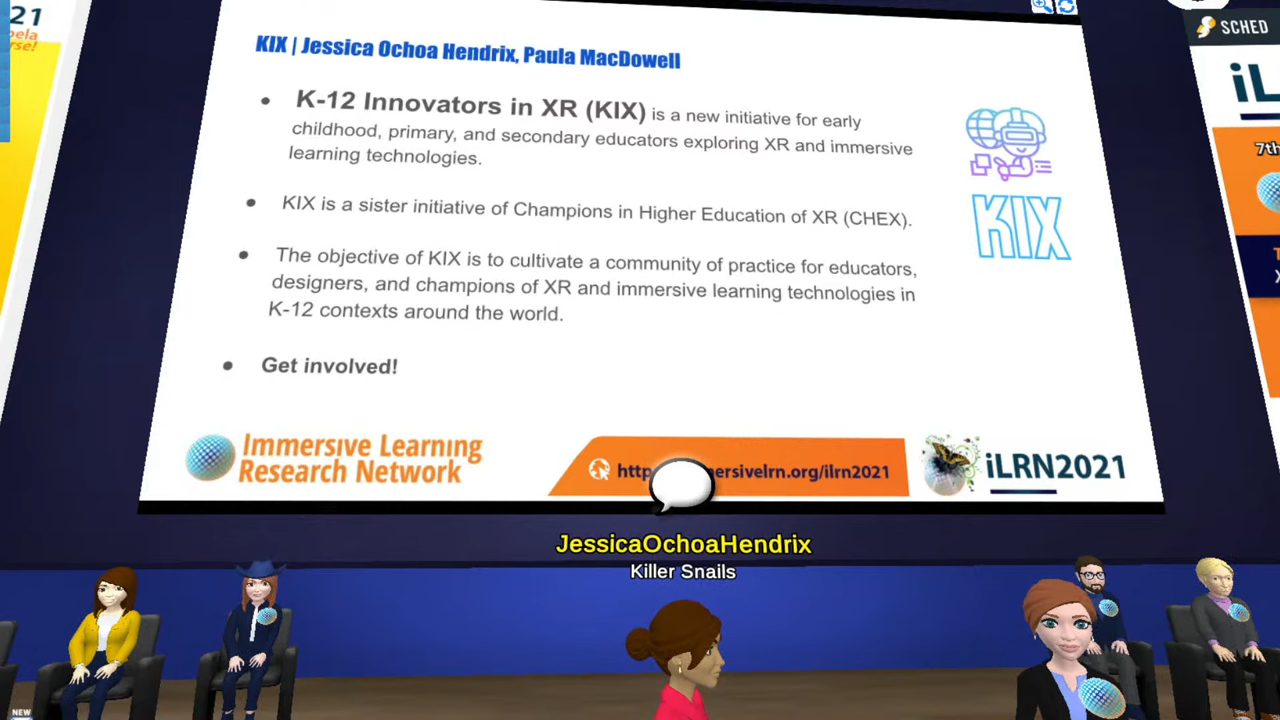 21
SCHED
KIX | Jessica Ochoa Hendrix, Paula MacDowell
• K-12 Innovators in XR (KIX) is a new initiative for early
childhood, primary, and secondary educators exploring XR and immersive
learning technologies.
• KIX is a sister initiative of Champions in Higher Education of XR (CHEX).
• The objective of KIX is to cultivate a community of practice for educators,
designers, and champions of XR and immersive learning technologies in
K-12 contexts around the world.
• Get involved!
KIX
iL
7th
Immersive Learning
Research Network
http ersivelrn.org/ilrn2021
iLRN2021
JessicaOchoaHendrix
Killer Snails
NEW